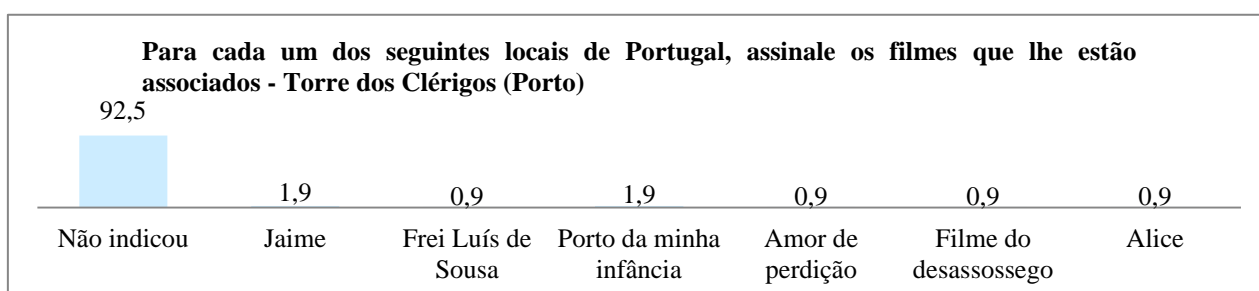 Para cada um dos seguintes locais de Portugal, assinale os filmes que lhe estão
associados - Torre dos Clérigos (Porto)
92,5
1,9
0,9
1,9
0,9
0,9
0,9
Não indicou
Jaime
Frei Luís de
Sousa
Porto da minha
infância
Amor de
perdição
Filme do
desassossego
Alice